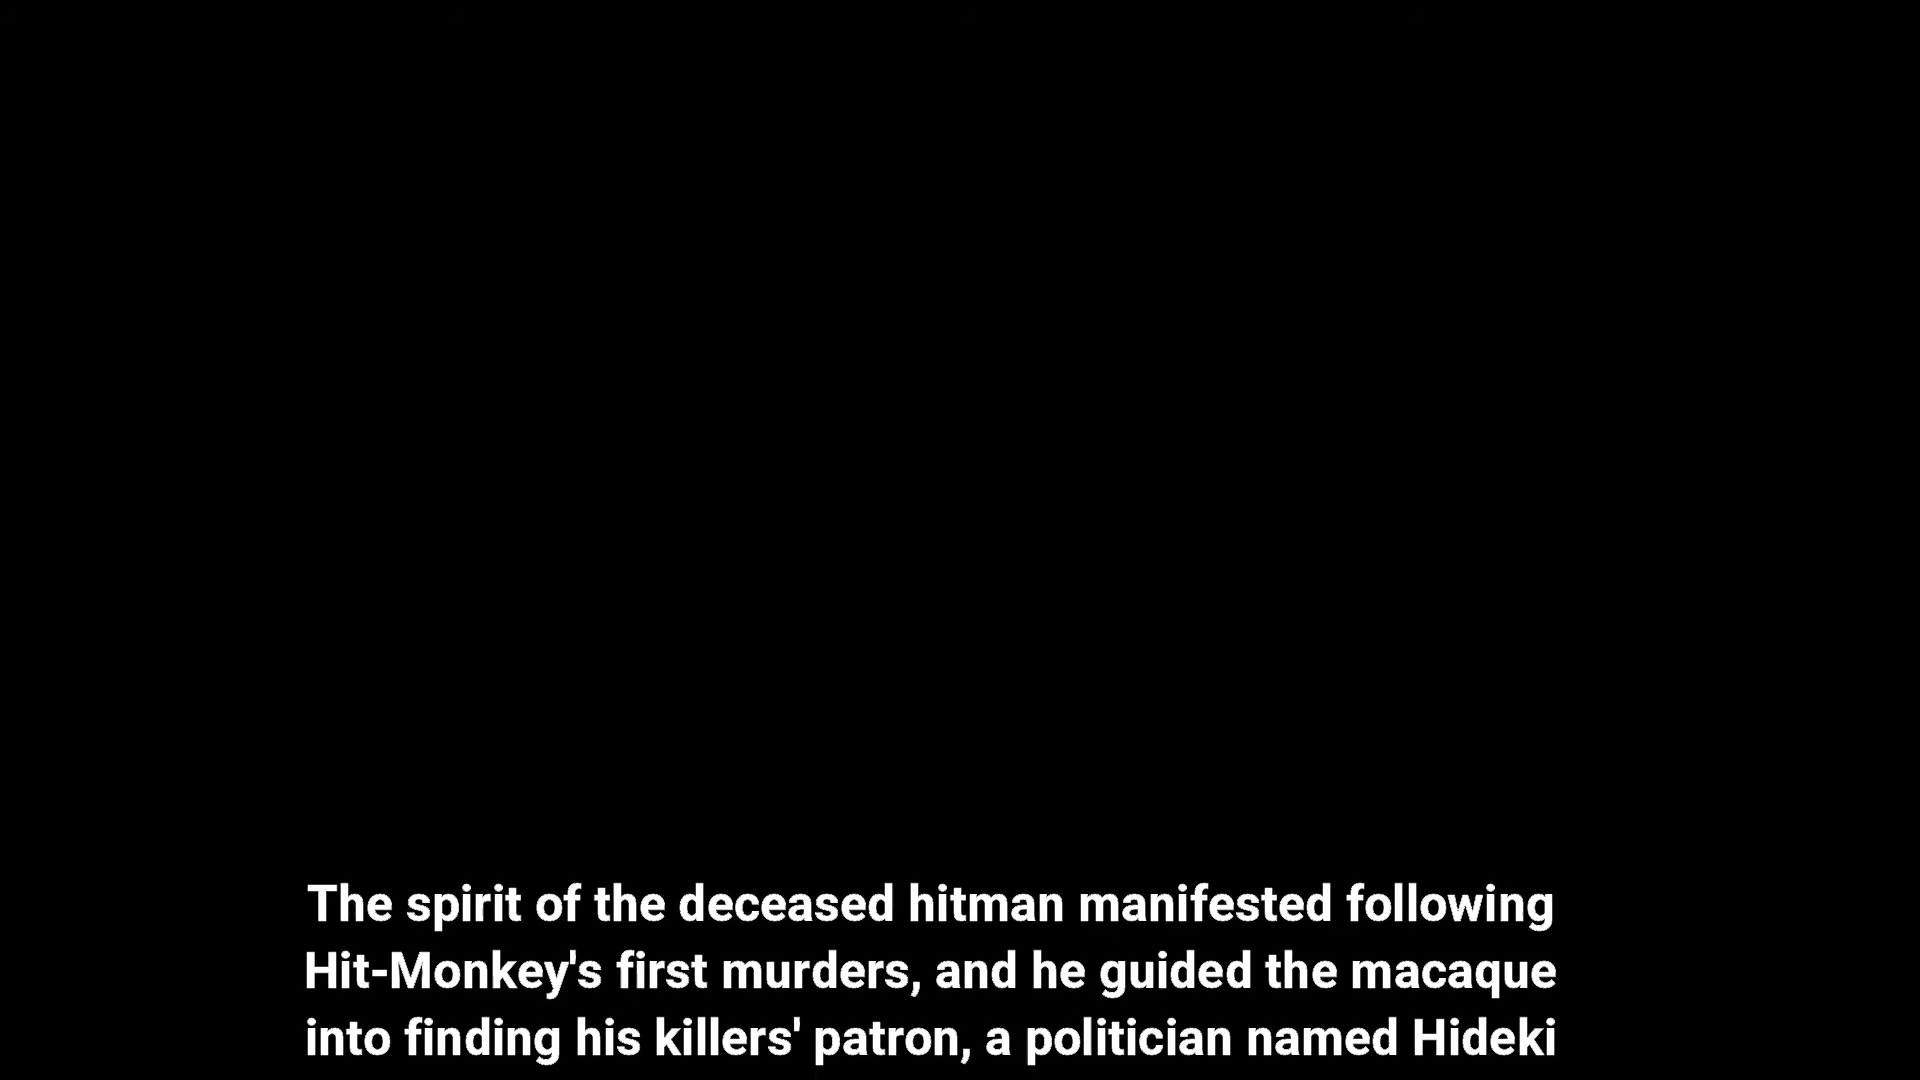 The spirit of the deceased hitman manifested following
Hit-Monkey's first murders, and he guided the macaque
into finding his killers' patron, a politician named Hideki